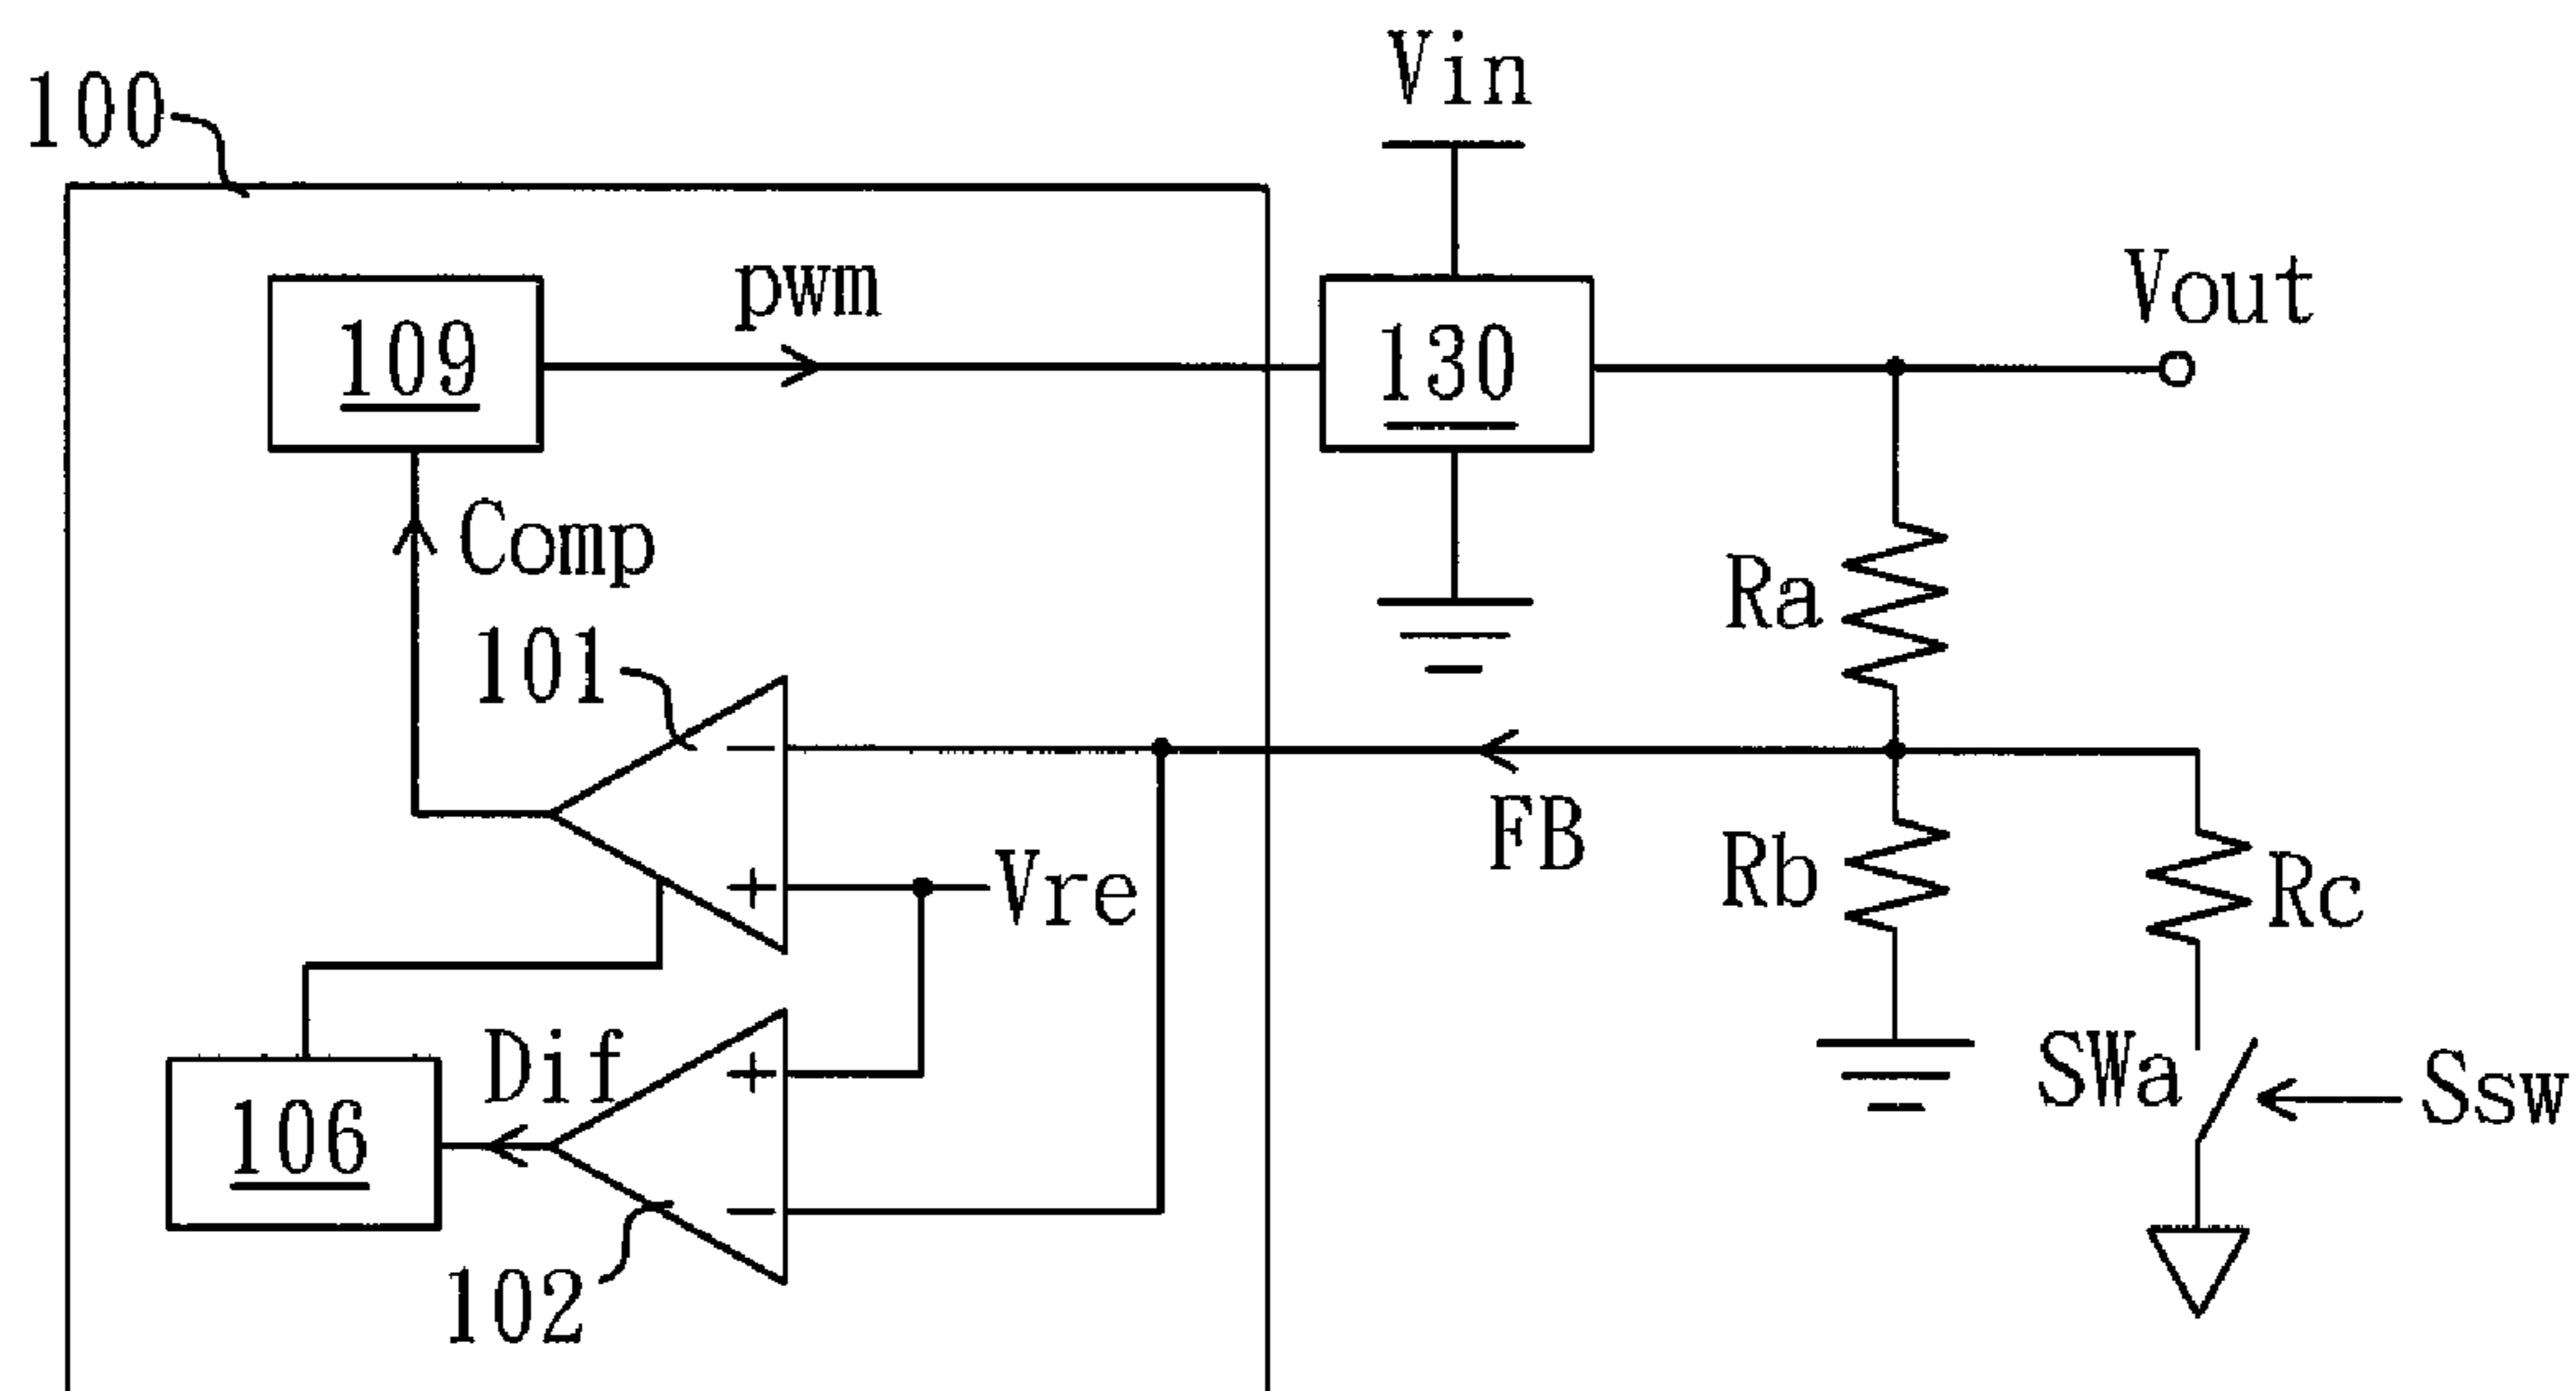 Vin
100
pwm
Vout
109
130
Comp
Ra
101
−
FB
Vre
+
Rb
Rc
Dif
+
SWa
Ssw
106
−
102